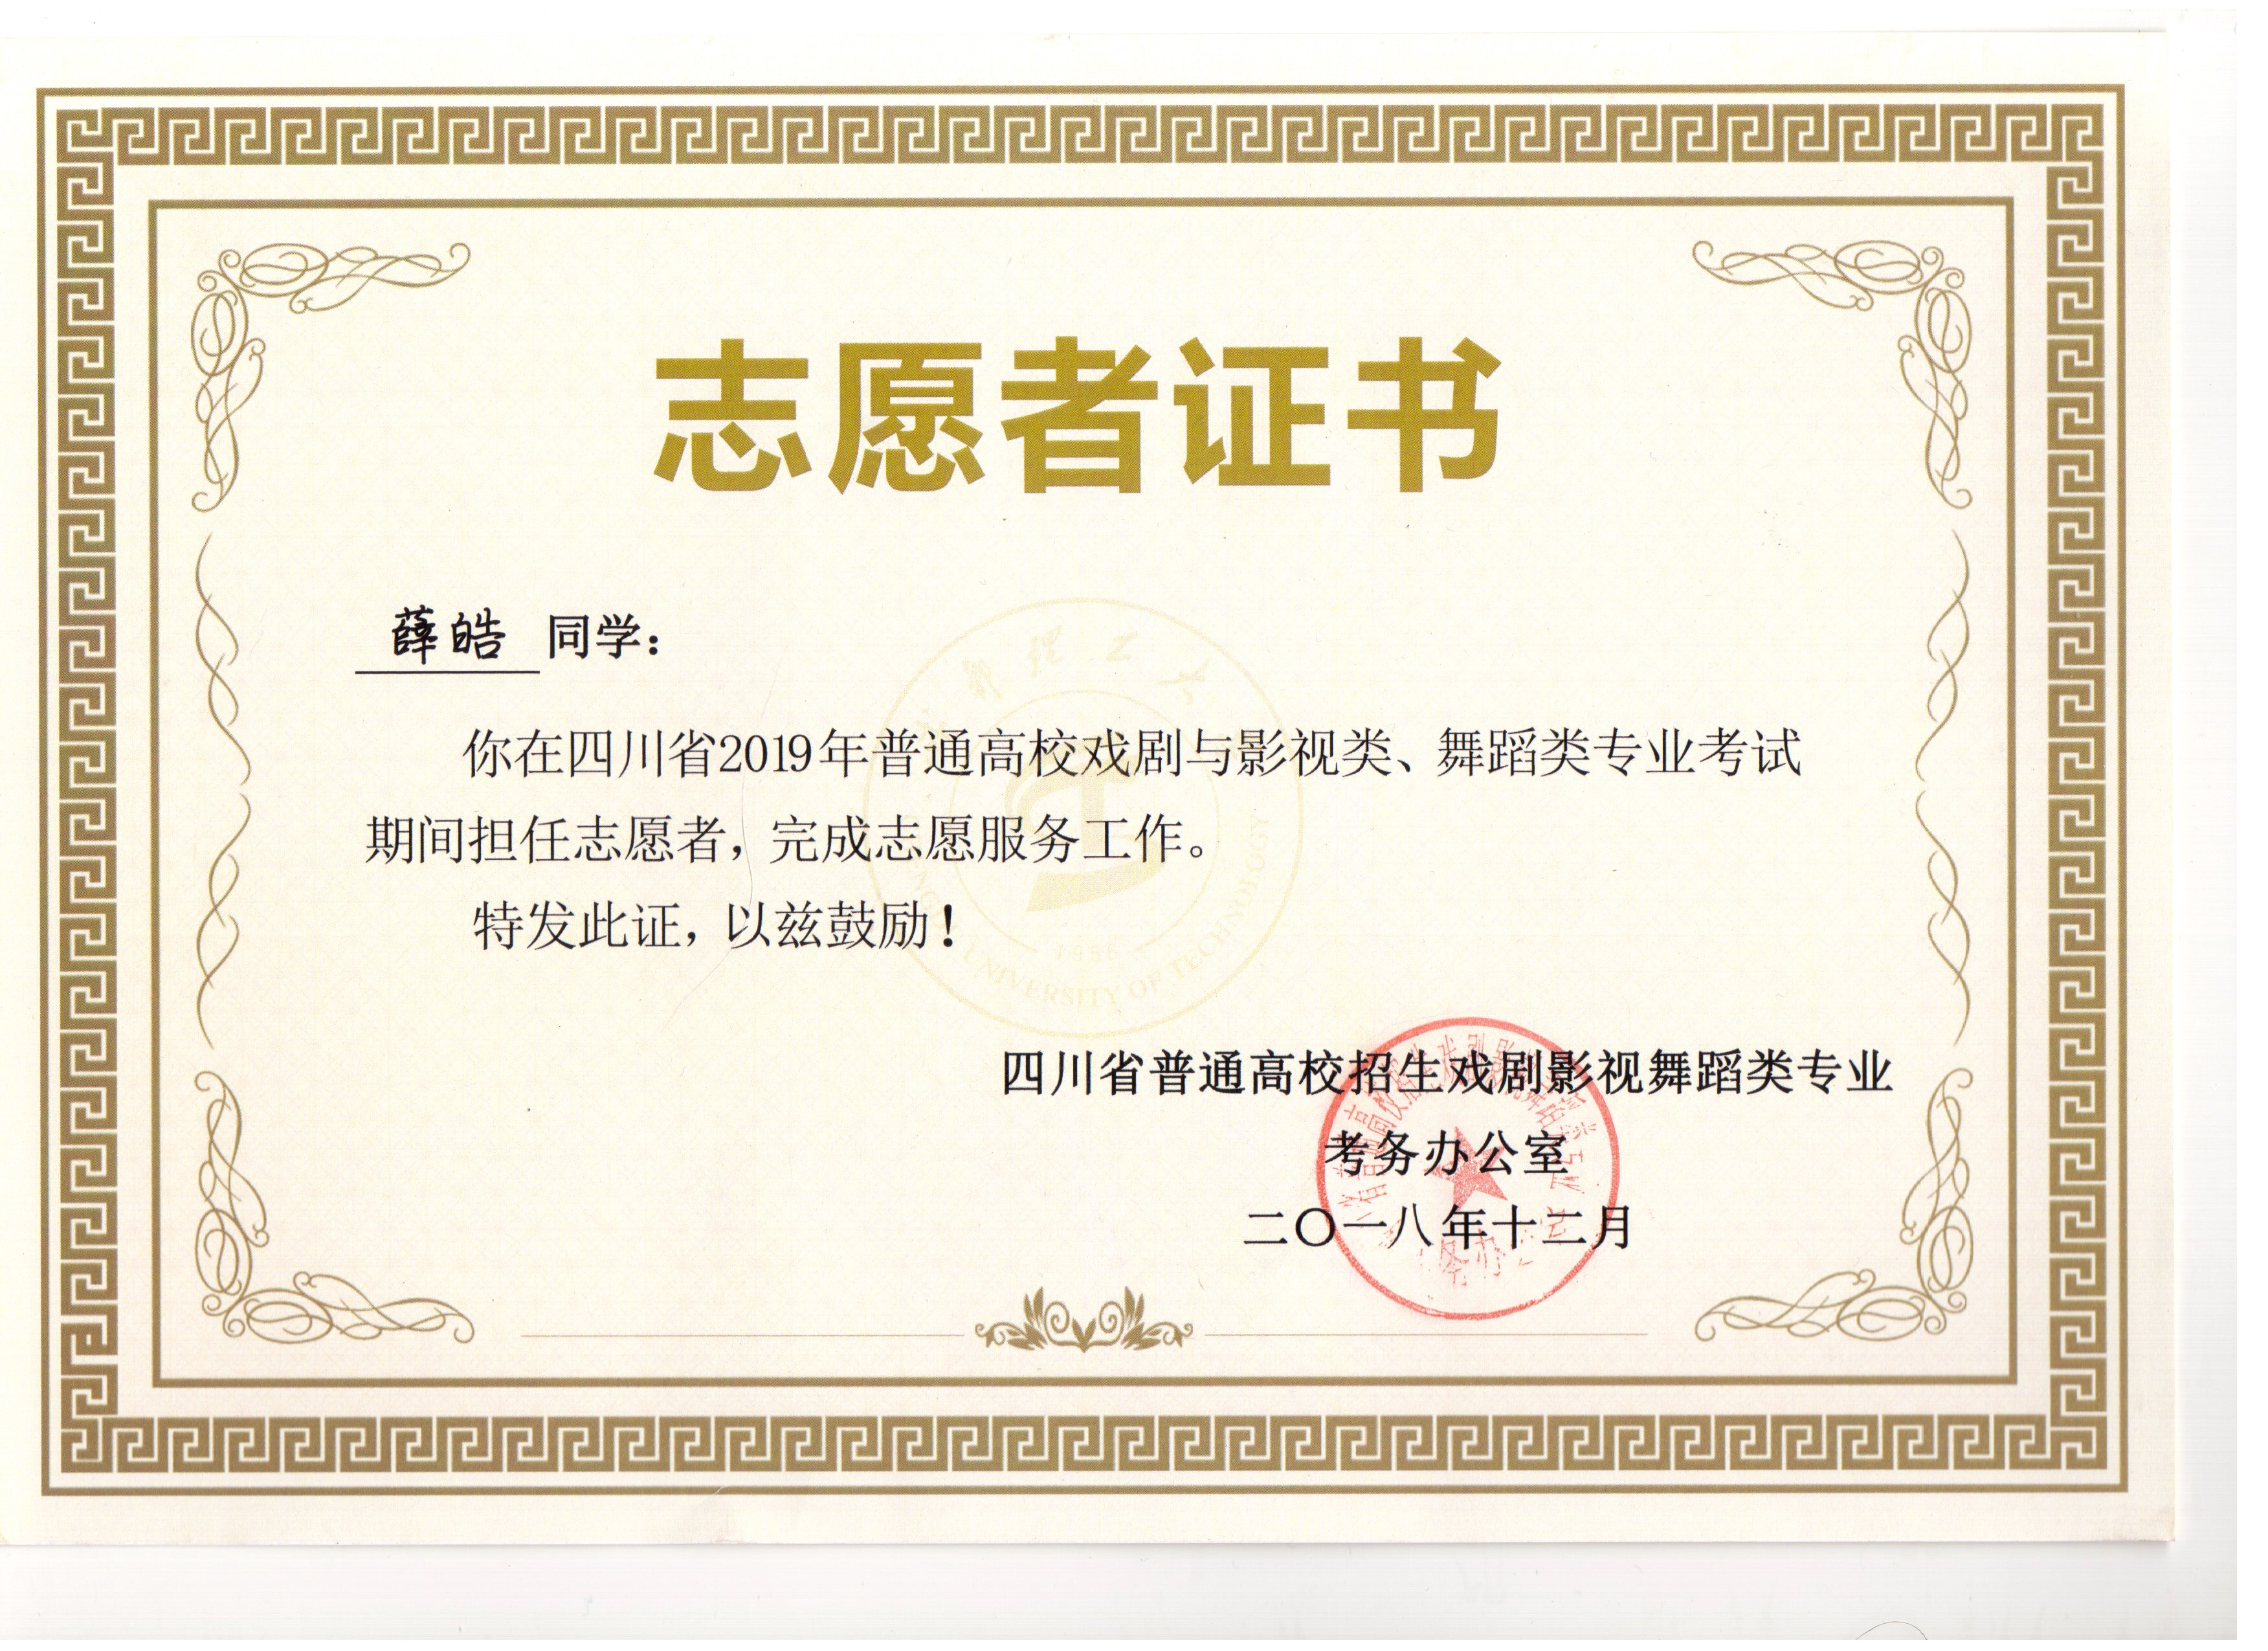 志愿者证书
薛皓 同学：
你在四川省2019年普通高校戏剧与影视类、舞蹈类专业考试
期间担任志愿者，完成志愿服务工作。
特发此证，以兹鼓励！
UNIVERSITY OF TECHNOLOGY
1956
四川省普通高校招生戏剧影视舞蹈类专业
考务办公室
二〇一八年十二月